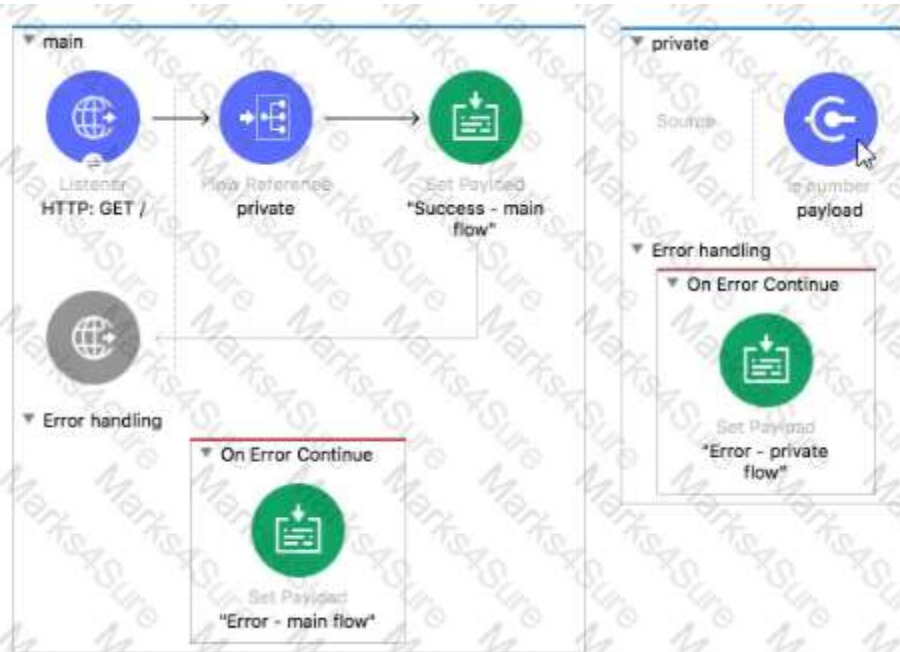 main
Listener
HTTP: GET /
Flow Reference
private
Set Payload
"Success - main
flow"
Error handling
On Error Continue
Set Payload
"Error - main flow"
private
Source
Is number
payload
Error handling
On Error Continue
Set Payload
"Error - private
flow"
Marks4Sure